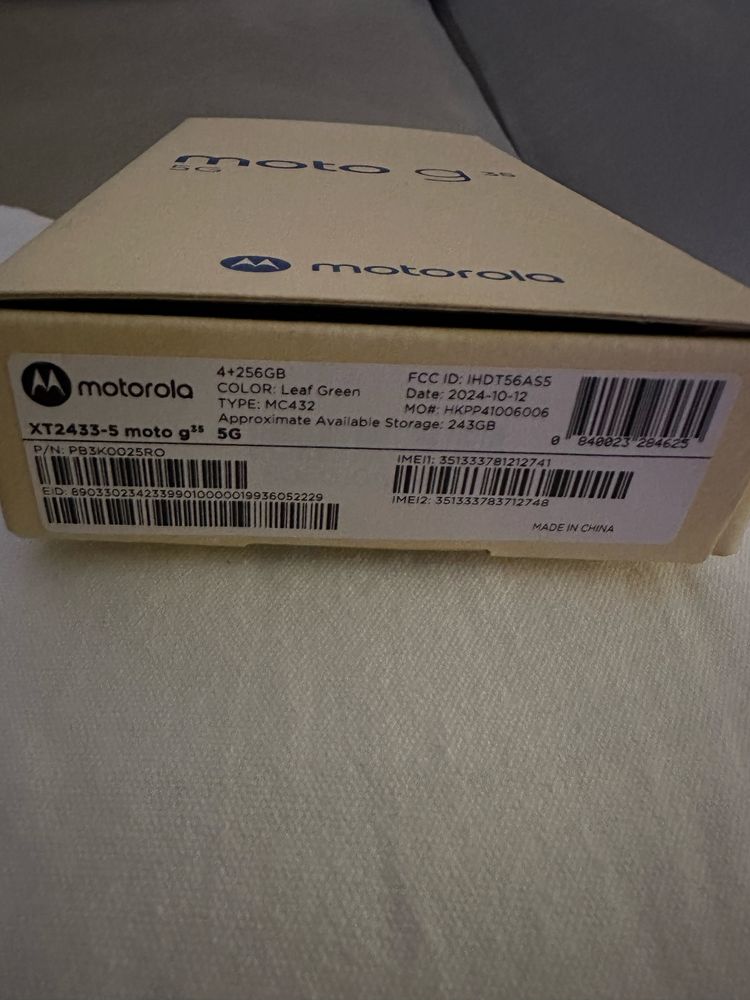 moto g 35
5G
motorola
motorola
4+256GB
COLOR: Leaf Green
TYPE: MC432
Approximate Available Storage: 243GB
FCC ID: IHDT56AS5
Date: 2024-10-12
MO#: HKPP41006006
0 840023 284625
XT2433-5 moto g35 5G
P/N: PB3K0025RO
EID: 89033023423399010000019936052229
IMEI1: 351333781212741
IMEI2: 351333783712748
MADE IN CHINA